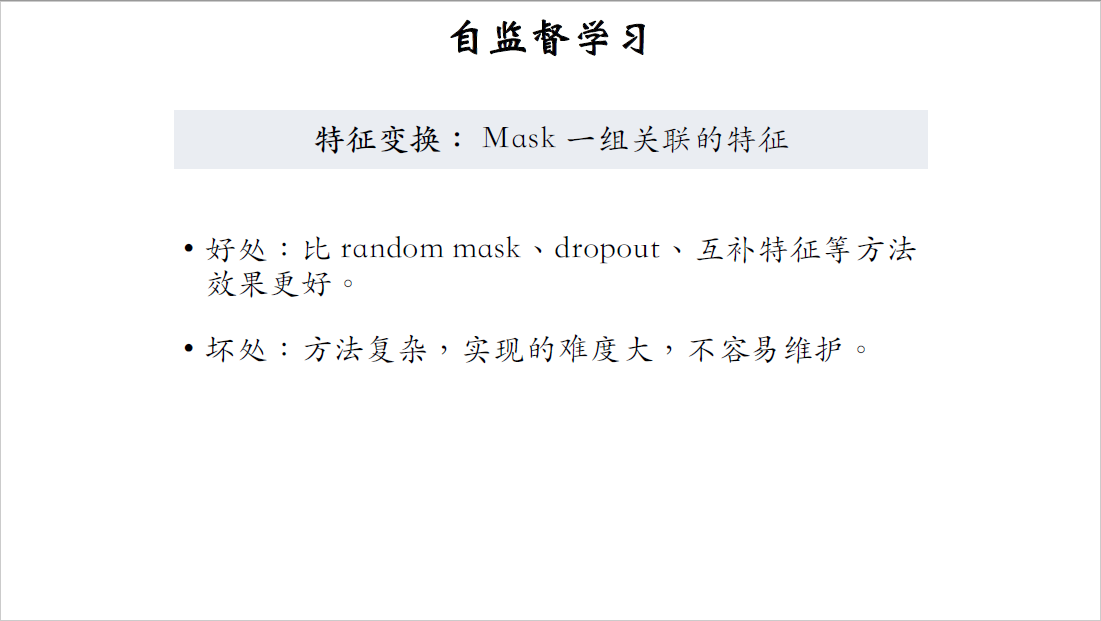 自监督学习
特征变换： Mask 一组关联的特征
• 好处：比 random mask、dropout、互补特征等方法
效果更好。
• 坏处：方法复杂，实现的难度大，不容易维护。